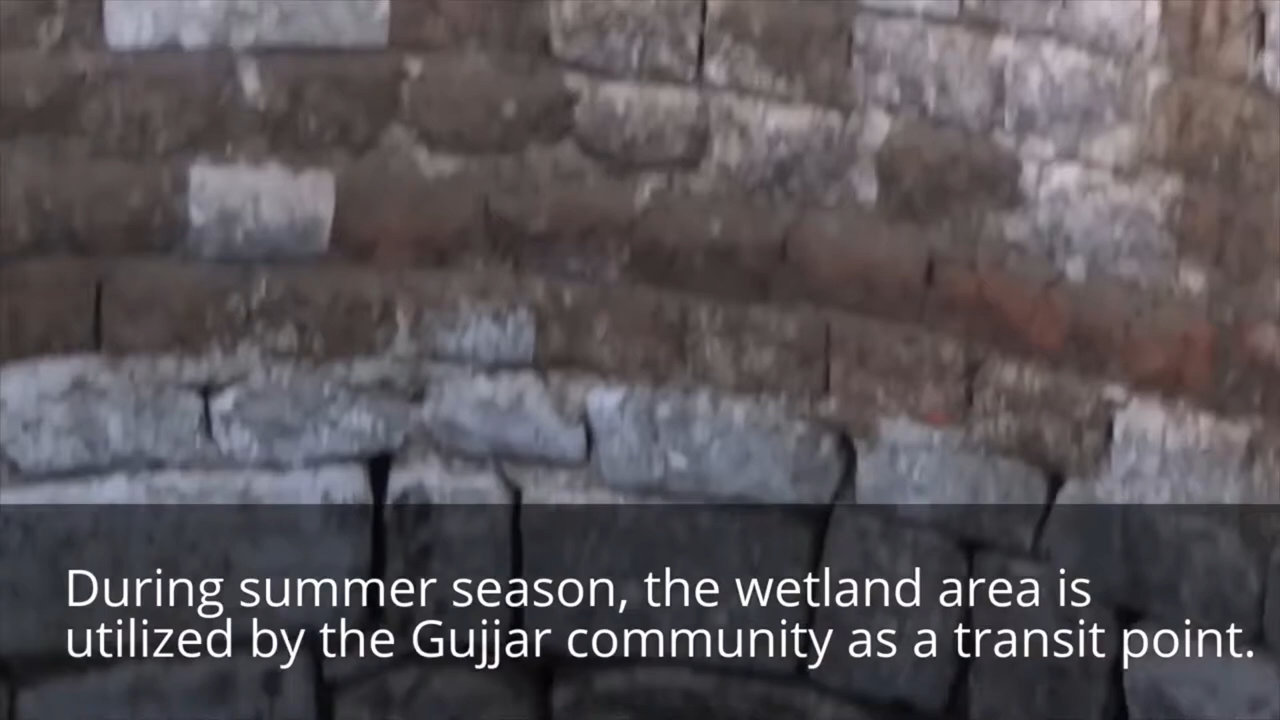 During summer season, the wetland area is
utilized by the Gujjar community as a transit point.